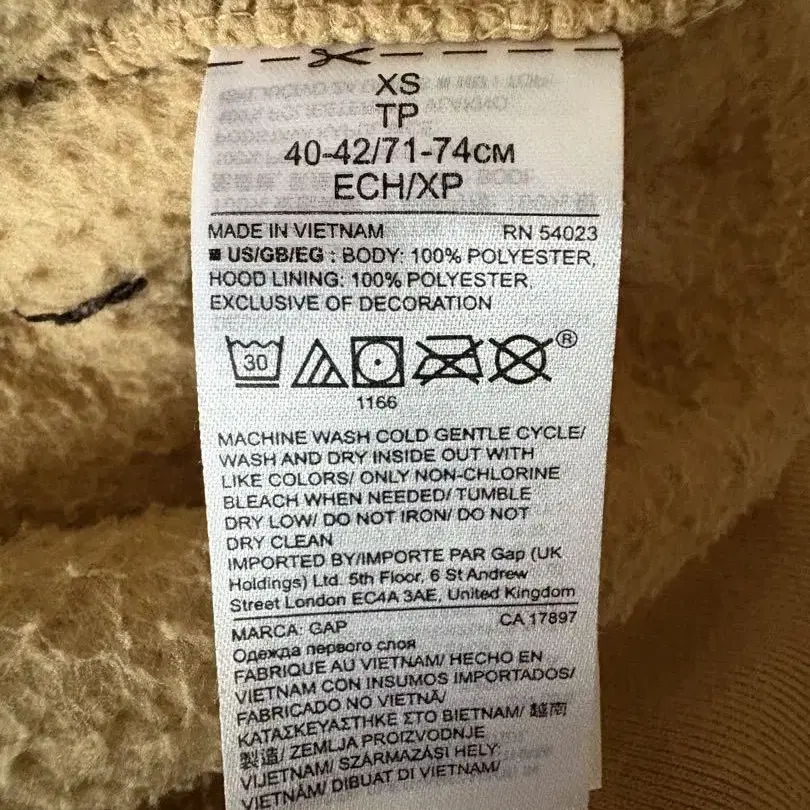 XS
TP
40-42/71-74CM
ECH/XP
MADE IN VIETNAM RN 54023
US/GB/EG : BODY: 100% POLYESTER,
HOOD LINING: 100% POLYESTER,
EXCLUSIVE OF DECORATION
30 ®
1166
MACHINE WASH COLD GENTLE CYCLE/
WASH AND DRY INSIDE OUT WITH
LIKE COLORS/ ONLY NON-CHLORINE
BLEACH WHEN NEEDED/ TUMBLE
DRY LOW/ DO NOT IRON/ DO NOT
DRY CLEAN
IMPORTED BY/IMPORTE PAR Gap (UK
Holdings) Ltd. 5th Floor, 6 St Andrew
Street London EC4A 3AE, United Kingdom
MARCA: GAP CA 17897
Одежда первого слоя
FABRIQUE AU VIETNAM/ HECHO EN
VIETNAM CON INSUMOS IMPORTADOS/
FABRICADO NO VIETNÃ/
ΚΑΤΑΣΚΕΥΑΣΤΗΚΕ ΣΤΟ ΒΙΕΤΝΑΜ/ 越南
製造/ ZEMLJA PROIZVODNJE
VIJETNAM/ SZÁRMAZÁSI HELY:
VIETNÁM/ DIBUAT DI VIETNAM/